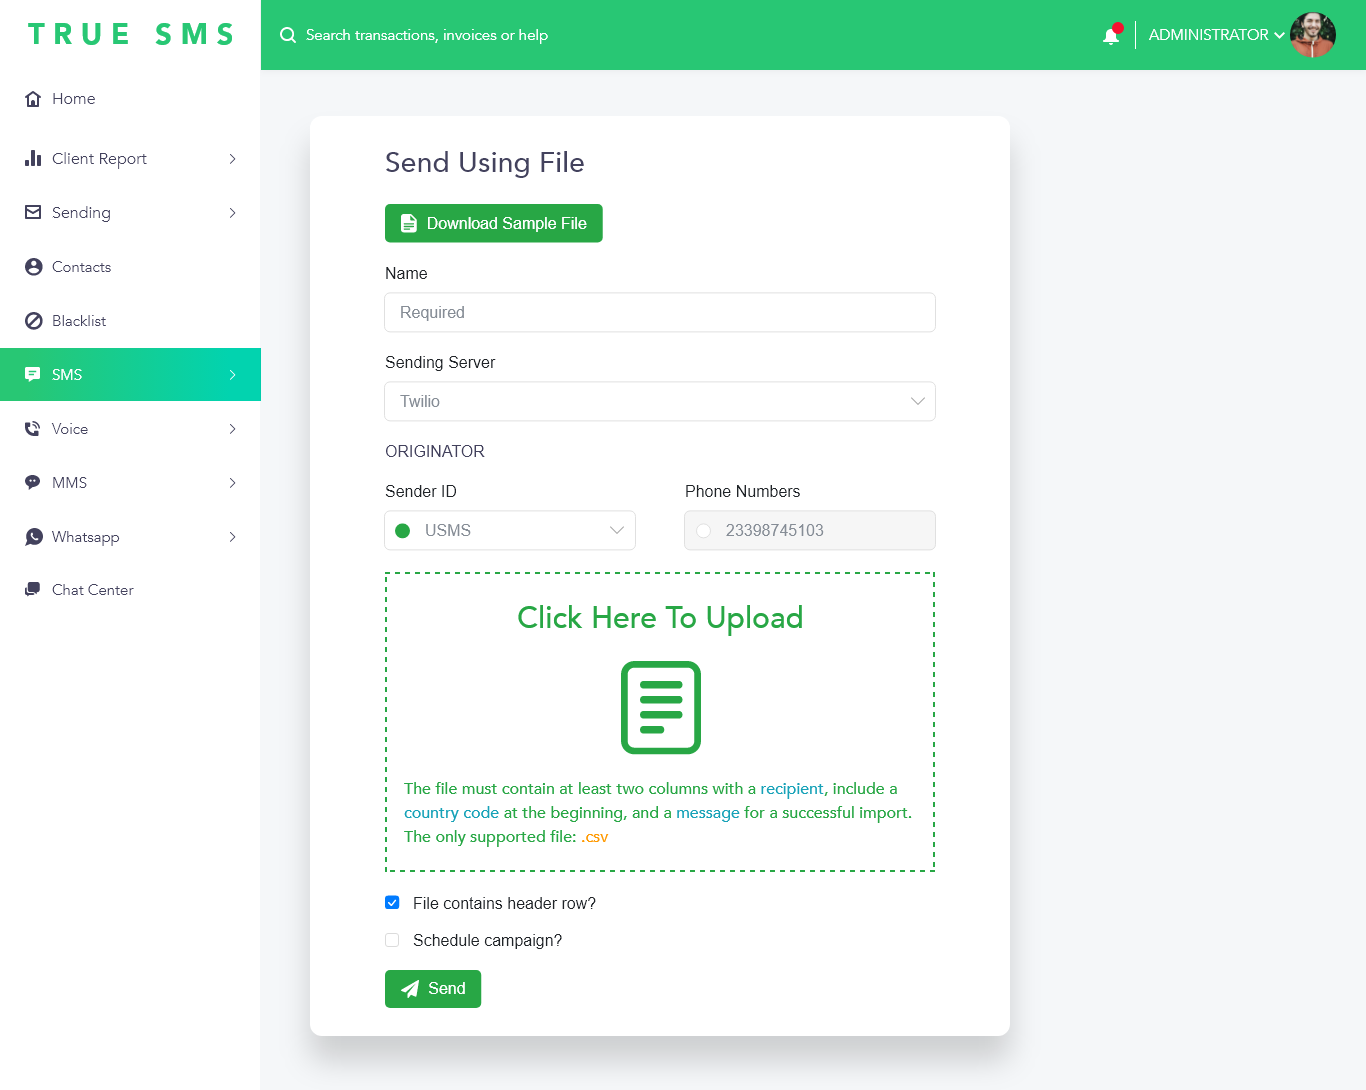 TRUE SMS
Search transactions, invoices or help
ADMINISTRATOR
Home
Client Report
Sending
Contacts
Blacklist
SMS
Voice
MMS
Whatsapp
Chat Center
Send Using File
Download Sample File
Name
Required
Sending Server
Twilio
ORIGINATOR
Sender ID
Phone Numbers
USMS
23398745103
Click Here To Upload
The file must contain at least two columns with a recipient, include a
country code at the beginning, and a message for a successful import.
The only supported file: .csv
File contains header row?
Schedule campaign?
Send